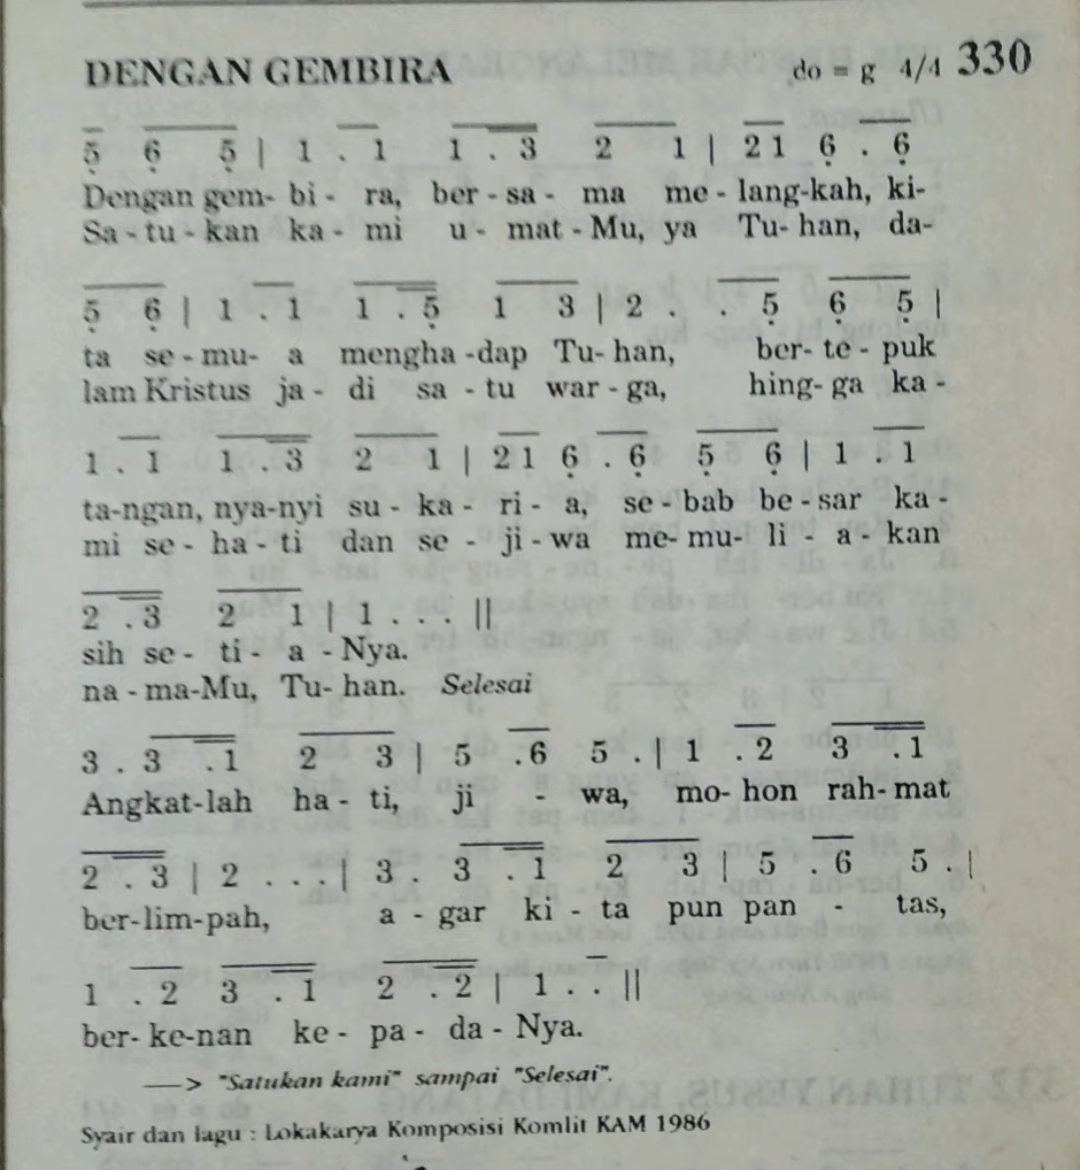 DENGAN GEMBIRA do = g 4/4 330
5̣ 6̣ 5̣ | 1 . 1 1 . 3 2 1 | 2 1 6̣ . 6̣
Dengan gem- bi - ra, ber - sa - ma me - lang-kah, ki-
Sa - tu - kan ka - mi u - mat - Mu, ya Tu- han, da-
5̣ 6̣ | 1 . 1 1 . 5̣ 1 3 | 2 . . 5̣ 6̣ 5̣ |
ta se - mu- a mengha -dap Tu- han, ber- te - puk
lam Kristus ja - di sa - tu war - ga, hing- ga ka -
1 . 1 1 . 3 2 1 | 2 1 6̣ . 6̣ 5̣ 6̣ | 1 . 1
ta-ngan, nya-nyi su - ka - ri - a, se - bab be - sar ka -
mi se - ha - ti dan se - ji - wa me- mu- li - a - kan
2 . 3 2 1 | 1 . . . ||
sih se - ti - a - Nya.
na - ma-Mu, Tu- han. Selesai
3 . 3 . 1 2 3 | 5 . 6 5 . | 1 . 2 3 . 1
Angkat-lah ha - ti, ji - wa, mo- hon rah- mat
2 . 3 | 2 . . . | 3 . 3 . 1 2 3 | 5 . 6 5 . |
ber-lim-pah, a - gar ki - ta pun pan - tas,
1 . 2 3 . 1 2 . 2 | 1 . . ||
ber- ke-nan ke - pa - da - Nya.
—> "Satukan kami" sampai "Selesai".
Syair dan lagu : Lokakarya Komposisi Komlit KAM 1986